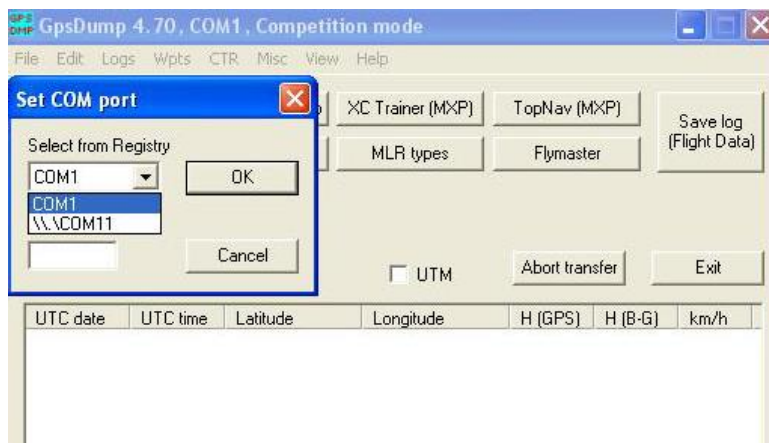 GPS DMP GpsDump 4.70, COM1, Competition mode
File Edit Logs Wpts CTR Misc View Help
Set COM port
XC Trainer (MXP) TopNav (MXP) Save log (Flight Data)
Select from Registry
MLR types Flymaster
COM1 OK
COM1
\\.\COM11
Cancel
UTM Abort transfer Exit
UTC date UTC time Latitude Longitude H (GPS) H (B-G) km/h